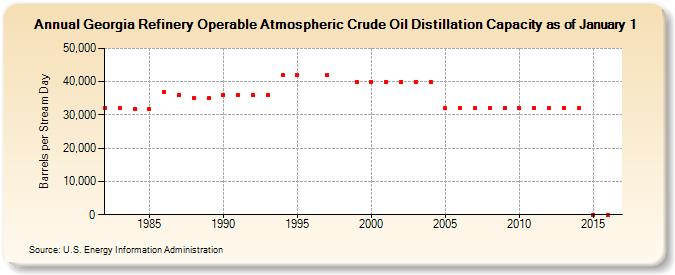 Annual Georgia Refinery Operable Atmospheric Crude Oil Distillation Capacity as of January 1
Barrels per Stream Day
50,000
40,000
30,000
20,000
10,000
0
1985 1990 1995 2000 2005 2010 2015
Source: U.S. Energy Information Administration